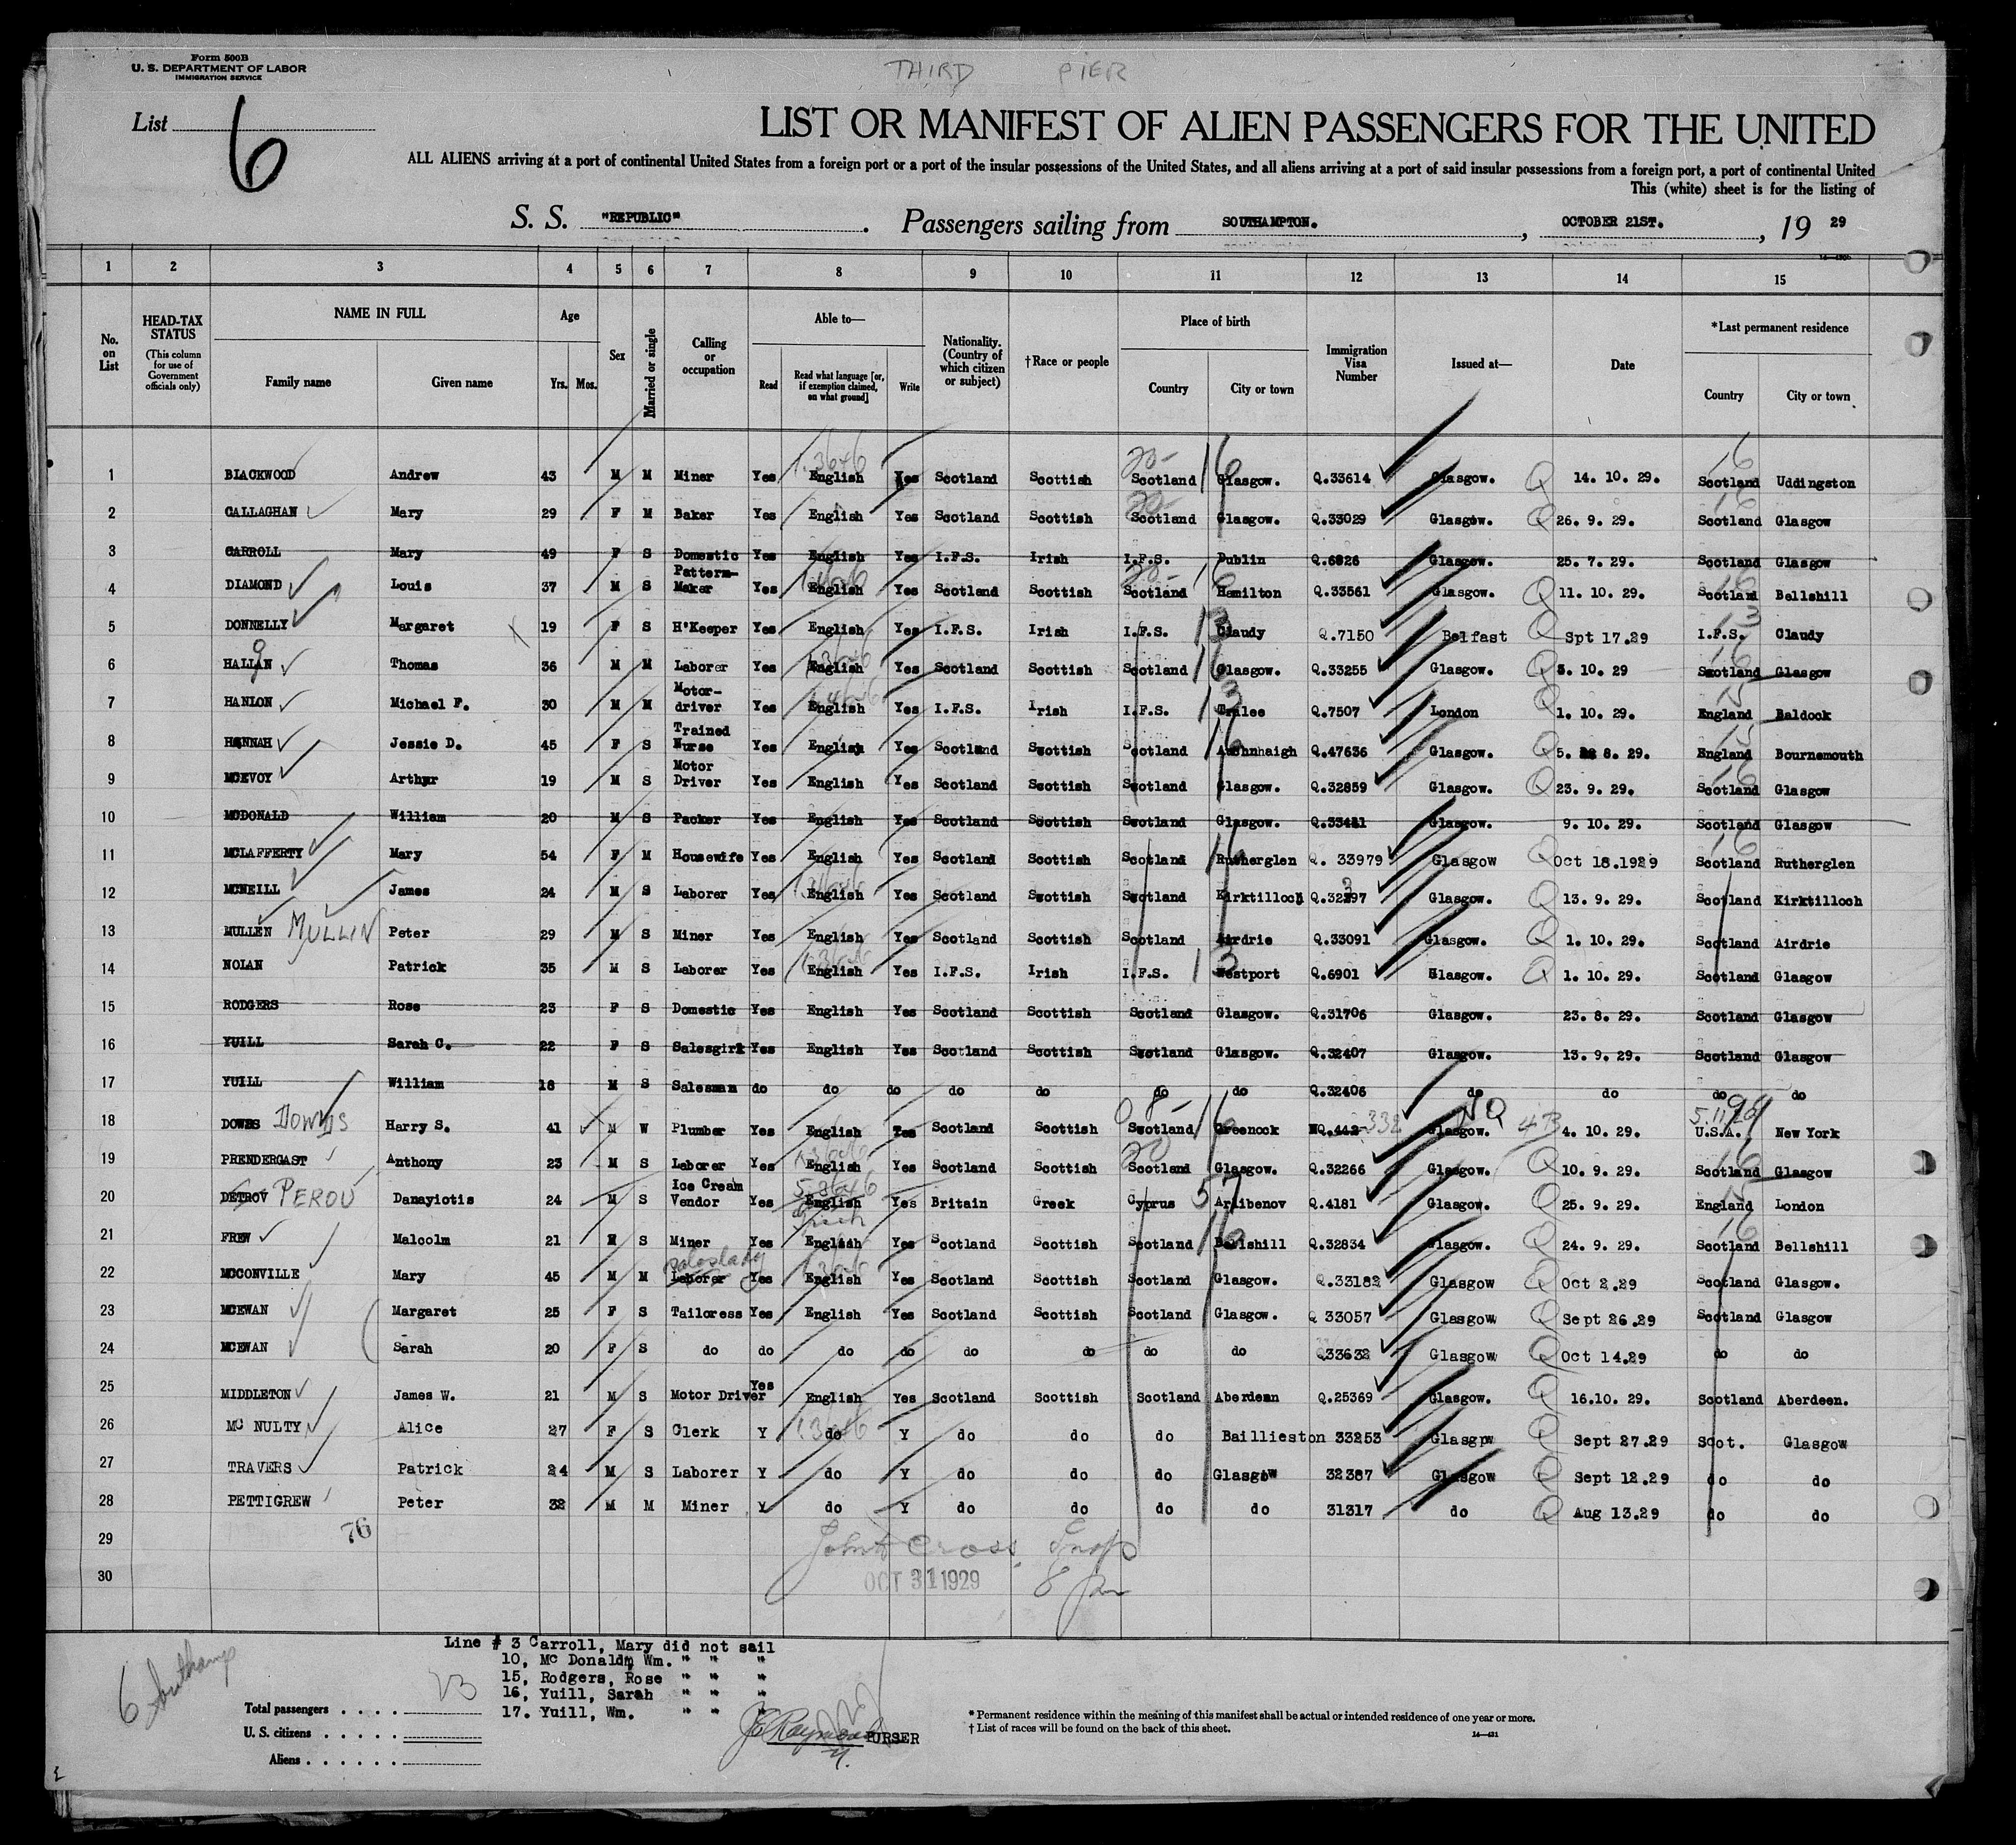 Form 500B
U. S. DEPARTMENT OF LABOR
IMMIGRATION SERVICE
THIRD PIER
List 6
LIST OR MANIFEST OF ALIEN PASSENGERS FOR THE UNITED
ALL ALIENS arriving at a port of continental United States from a foreign port or a port of the insular possessions of the United States, and all aliens arriving at a port of said insular possessions from a foreign port, a port of continental United
This (white) sheet is for the listing of
S. S. "REPUBLIC". Passengers sailing from SOUTHAMPTON., OCTOBER 21ST., 19 29
1 2 3 4 5 6 7 8 9 10 11 12 13 14 15
No. on List
HEAD-TAX STATUS (This column for use of Government officials only)
NAME IN FULL Family name Given name
Age Yrs. Mos.
Sex
Married or single
Calling or occupation
Able to— Read Read what language [or, if exemption claimed, on what ground] Write
Nationality. (Country of which citizen or subject)
†Race or people
Place of birth Country City or town
Immigration Visa Number
Issued at—
Date
*Last permanent residence Country City or town
1 BLACKWOOD Andrew 43 M M Miner Yes English Yes Scotland Scottish Scotland Glasgow. Q.33614 Glasgow. Q 14. 10. 29. Scotland Uddingston
2 CALLAGHAN Mary 29 F M Baker Yes English Yes Scotland Scottish Scotland Glasgow. Q.33029 Glasgow. Q 26. 9. 29. Scotland Glasgow
3 CARROLL Mary 49 F S Domestic Yes English Yes I.F.S. Irish I.F.S. Dublin Q.6826 Glasgow. 25. 7. 29. Scotland Glasgow
4 DIAMOND Louis 37 M S Pattern-Maker Yes English Yes Scotland Scottish Scotland Hamilton Q.33561 Glasgow. Q 11. 10. 29. Scotland Bellshill
5 DONNELLY Margaret 19 F S H'Keeper Yes English Yes I.F.S. Irish I.F.S. Claudy Q.7150 Belfast Q Spt 17.29 I.F.S. Claudy
6 HALLAN Thomas 36 M M Laborer Yes English Yes Scotland Scottish Scotland Glasgow. Q.33255 Glasgow. Q 3. 10. 29 Scotland Glasgow
7 HANLON Michael F. 30 M M Motor-driver Yes English Yes I.F.S. Irish I.F.S. Tralee Q.7507 London Q 1. 10. 29. England Baldock
8 HANNAH Jessie D. 45 F S Trained Nurse Yes English Yes Scotland Scottish Scotland Q.47636 Glasgow. Q 5. 8. 29. England Bournemouth
9 MCEVOY Arthur 19 M S Motor Driver Yes English Yes Scotland Scottish Scotland Glasgow. Q.32859 Glasgow. Q 23. 9. 29. Scotland Glasgow
10 MCDONALD William 20 M S Packer Yes English Yes Scotland Scottish Scotland Glasgow. Q.33481 Glasgow. 9. 10. 29. Scotland Glasgow
11 MCLAFFERTY Mary 54 F M Housewife Yes English Yes Scotland Scottish Scotland Rutherglen Q. 33979 Glasgow Q Oct 18.1929 Scotland Rutherglen
12 MCNEILL James 24 M S Laborer Yes English Yes Scotland Scottish Scotland Kirktilloch Q.32297 Glasgow. Q 13. 9. 29. Scotland Kirktilloch
13 MULLEN MULLIN Peter 29 M S Miner Yes English Yes Scotland Scottish Scotland Airdrie Q.33091 Glasgow. Q 1. 10. 29. Scotland Airdrie
14 NOLAN Patrick 35 M S Laborer Yes English Yes I.F.S. Irish I.F.S. Westport Q.6901 Glasgow. Q 1. 10. 29. Scotland Glasgow
15 RODGERS Rose 23 F S Domestic Yes English Yes Scotland Scottish Scotland Glasgow. Q.31706 Glasgow. 23. 8. 29. Scotland Glasgow
16 YUILL Sarah C. 22 F S Salesgirl Yes English Yes Scotland Scottish Scotland Glasgow. Q.32407 Glasgow. 13. 9. 29. Scotland Glasgow
17 YUILL William 18 M S Salesman do do do do do do do Q.32406 do do do do
18 DOWDS Harry S. 41 M W Plumber Yes English Yes Scotland Scottish Scotland Greenock NQ.442 332 Glasgow. NQ 4B 4. 10. 29. U.S.A. New York
19 PRENDERGAST Anthony 23 M S Laborer Yes English Yes Scotland Scottish Scotland Glasgow. Q.32266 Glasgow. Q 10. 9. 29. Scotland Glasgow
20 DETROV PEROU Danayiotis 24 M S Ice Cream Vendor Yes English Yes Britain Greek Cyprus Arlibenov Q.4181 Glasgow. Q 25. 9. 29. England London
21 FREW Malcolm 21 M S Miner Yes English Yes Scotland Scottish Scotland Q.32834 Glasgow. Q 24. 9. 29. Scotland Bellshill
22 MCCONVILLE Mary 45 M M Laborer Yes English Yes Scotland Scottish Scotland Glasgow. Q.33182 Glasgow Q Oct 2.29 Scotland Glasgow.
23 MCEWAN Margaret 25 F S Tailoress Yes English Yes Scotland Scottish Scotland Glasgow. Q 33057 Glasgow Q Sept 26.29 Scotland Glasgow
24 MCEWAN Sarah 20 F S do do do do do do do do Q33632 Glasgow Q Oct 14.29 do do
25 MIDDLETON James W. 21 M S Motor Driver Yes English Yes Scotland Scottish Scotland Aberdean Q.25369 Glasgow. Q 16.10. 29. Scotland Aberdeen.
26 Mc NULTY Alice 27 F S Clerk Y do Y do do do Baillieston 33253 Glasgpw Q Sept 27.29 Scot. Glasgow
27 TRAVERS Patrick 24 M S Laborer Y do Y do do do Glasgow 32387 Glasgow Q Sept 12.29 do do
28 PETTIGREW Peter 32 M M Miner Y do Y do do do do 31317 do Q Aug 13.29 do do
29
30
76
John Cross Insp
OCT 31 1929
6 Southamp
Line # 3 Carroll, Mary did not sail
10, Mc Donald, Wm. " " "
15, Rodgers, Rose " " "
16, Yuill, Sarah " " "
17. Yuill, Wm. " " "
Total passengers . . . . 23
U. S. citizens . . . . .
Aliens . . . . . .
Raymond PURSER
* Permanent residence within the meaning of this manifest shall be actual or intended residence of one year or more.
† List of races will be found on the back of this sheet.
14—431